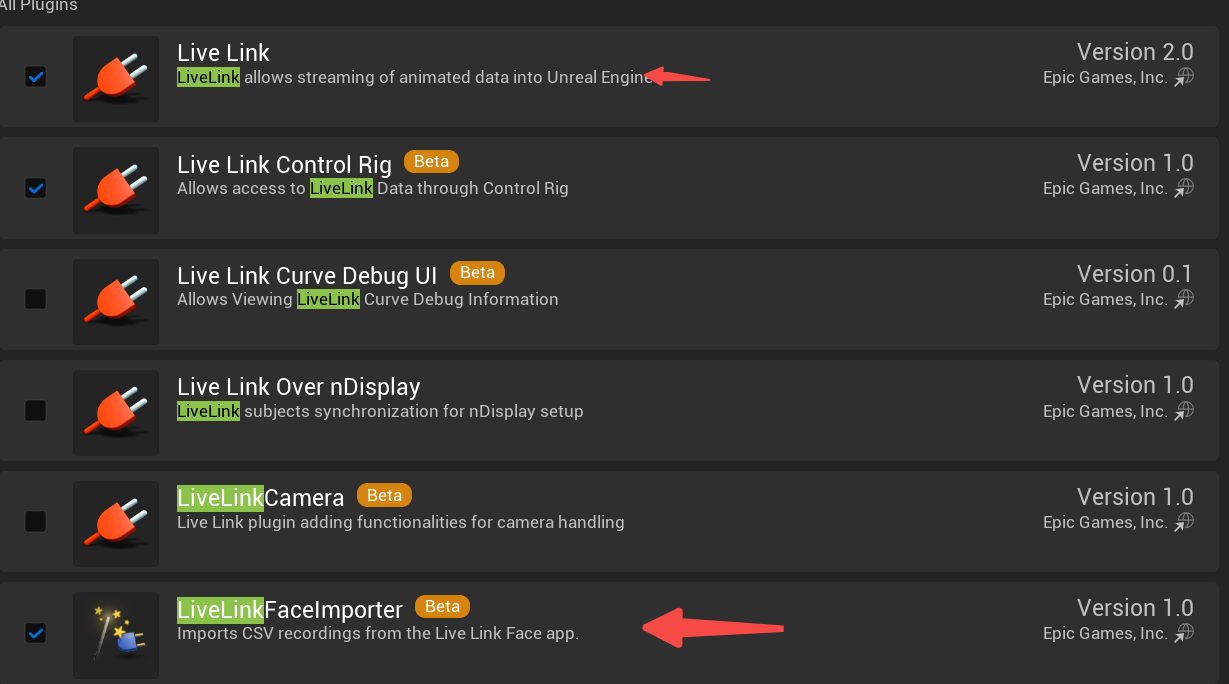 All Plugins
Live Link
Version 2.0
LiveLink allows streaming of animated data into Unreal Engine
Epic Games, Inc.
Live Link Control Rig Beta
Version 1.0
Allows access to LiveLink Data through Control Rig
Epic Games, Inc.
Live Link Curve Debug UI Beta
Version 0.1
Allows Viewing LiveLink Curve Debug Information
Epic Games, Inc.
Live Link Over nDisplay
Version 1.0
LiveLink subjects synchronization for nDisplay setup
Epic Games, Inc.
LiveLinkCamera Beta
Version 1.0
Live Link plugin adding functionalities for camera handling
Epic Games, Inc.
LiveLinkFaceImporter Beta
Version 1.0
Imports CSV recordings from the Live Link Face app.
Epic Games, Inc.